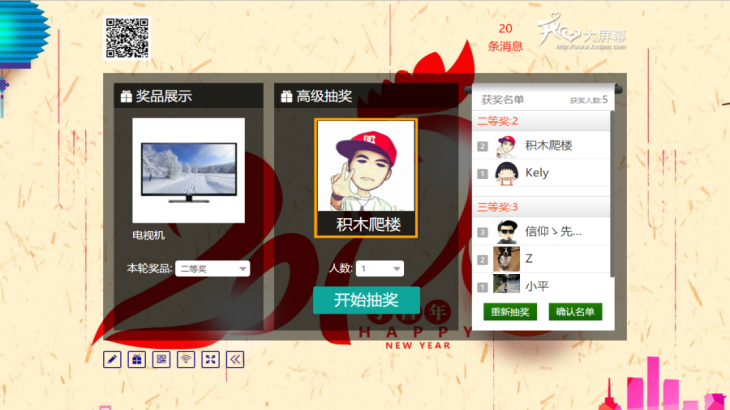 20
条消息
大屏幕
奖品展示
电视机
本轮奖品:
二等奖
高级抽奖
积木爬楼
人数:
1
开始抽奖
年
HAPPY
NEW YEAR
获奖名单
获奖人数:5
二等奖:2
2 积木爬楼
1 Kely
三等奖:3
3 信仰ゝ先...
2 Z
1 小平
重新抽奖
确认名单